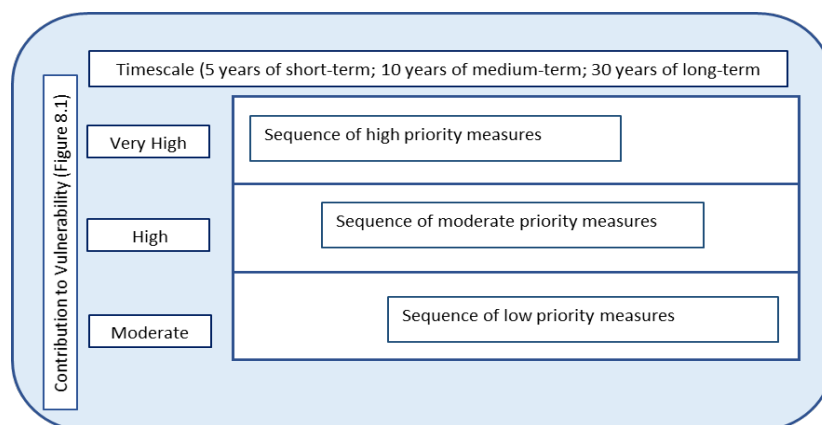 Timescale (5 years of short-term; 10 years of medium-term; 30 years of long-term
Contribution to Vulnerability (Figure 8.1)
Very High
Sequence of high priority measures
High
Sequence of moderate priority measures
Moderate
Sequence of low priority measures